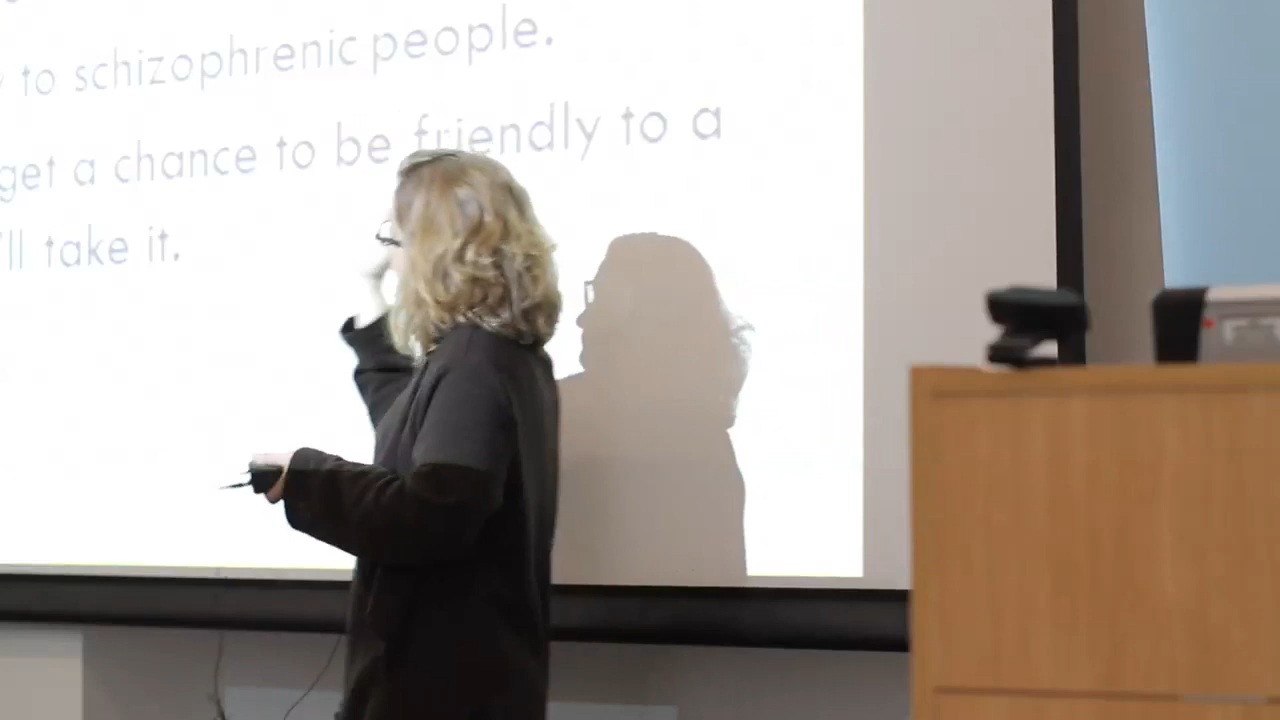 to schizophrenic people.
get a chance to be friendly to a
'll take it.